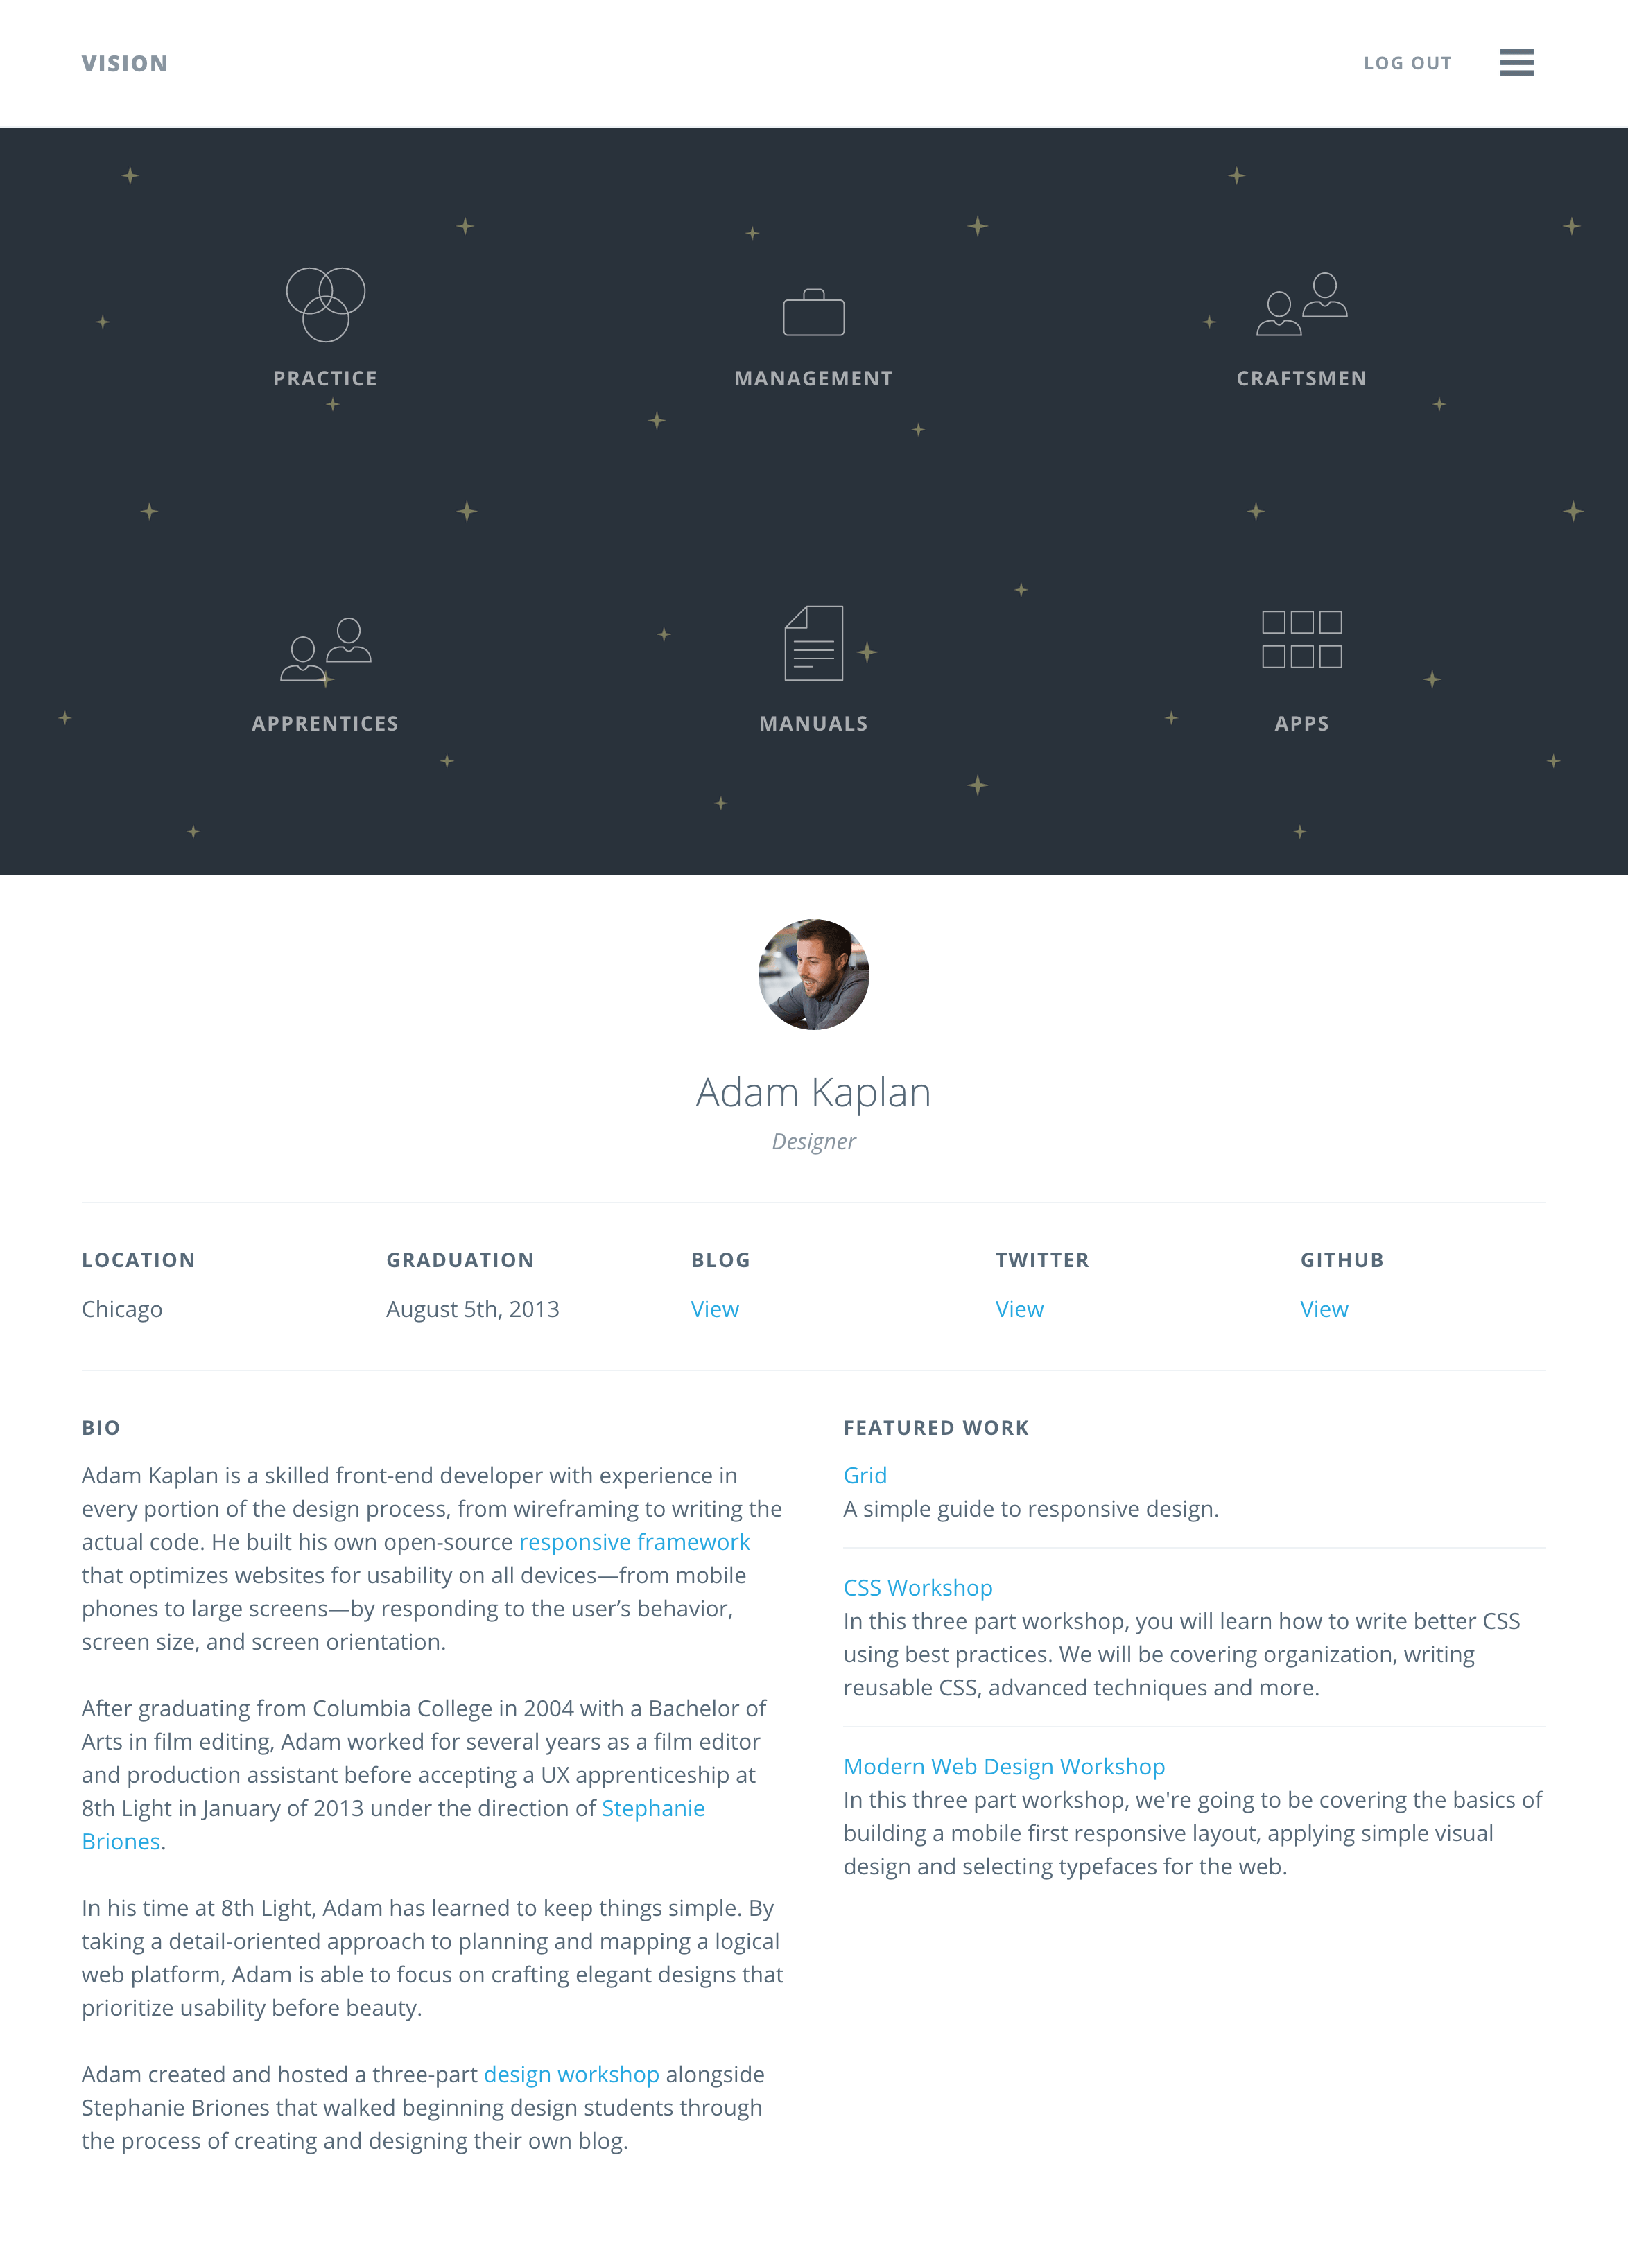 VISION
LOG OUT
PRACTICE
MANAGEMENT
CRAFTSMEN
APPRENTICES
MANUALS
APPS
Adam Kaplan
Designer
LOCATION
Chicago
GRADUATION
August 5th, 2013
BLOG
View
TWITTER
View
GITHUB
View
BIO
Adam Kaplan is a skilled front-end developer with experience in
every portion of the design process, from wireframing to writing the
actual code. He built his own open-source responsive framework
that optimizes websites for usability on all devices—from mobile
phones to large screens—by responding to the user’s behavior,
screen size, and screen orientation.
After graduating from Columbia College in 2004 with a Bachelor of
Arts in film editing, Adam worked for several years as a film editor
and production assistant before accepting a UX apprenticeship at
8th Light in January of 2013 under the direction of Stephanie
Briones.
In his time at 8th Light, Adam has learned to keep things simple. By
taking a detail-oriented approach to planning and mapping a logical
web platform, Adam is able to focus on crafting elegant designs that
prioritize usability before beauty.
Adam created and hosted a three-part design workshop alongside
Stephanie Briones that walked beginning design students through
the process of creating and designing their own blog.
FEATURED WORK
Grid
A simple guide to responsive design.
CSS Workshop
In this three part workshop, you will learn how to write better CSS
using best practices. We will be covering organization, writing
reusable CSS, advanced techniques and more.
Modern Web Design Workshop
In this three part workshop, we're going to be covering the basics of
building a mobile first responsive layout, applying simple visual
design and selecting typefaces for the web.